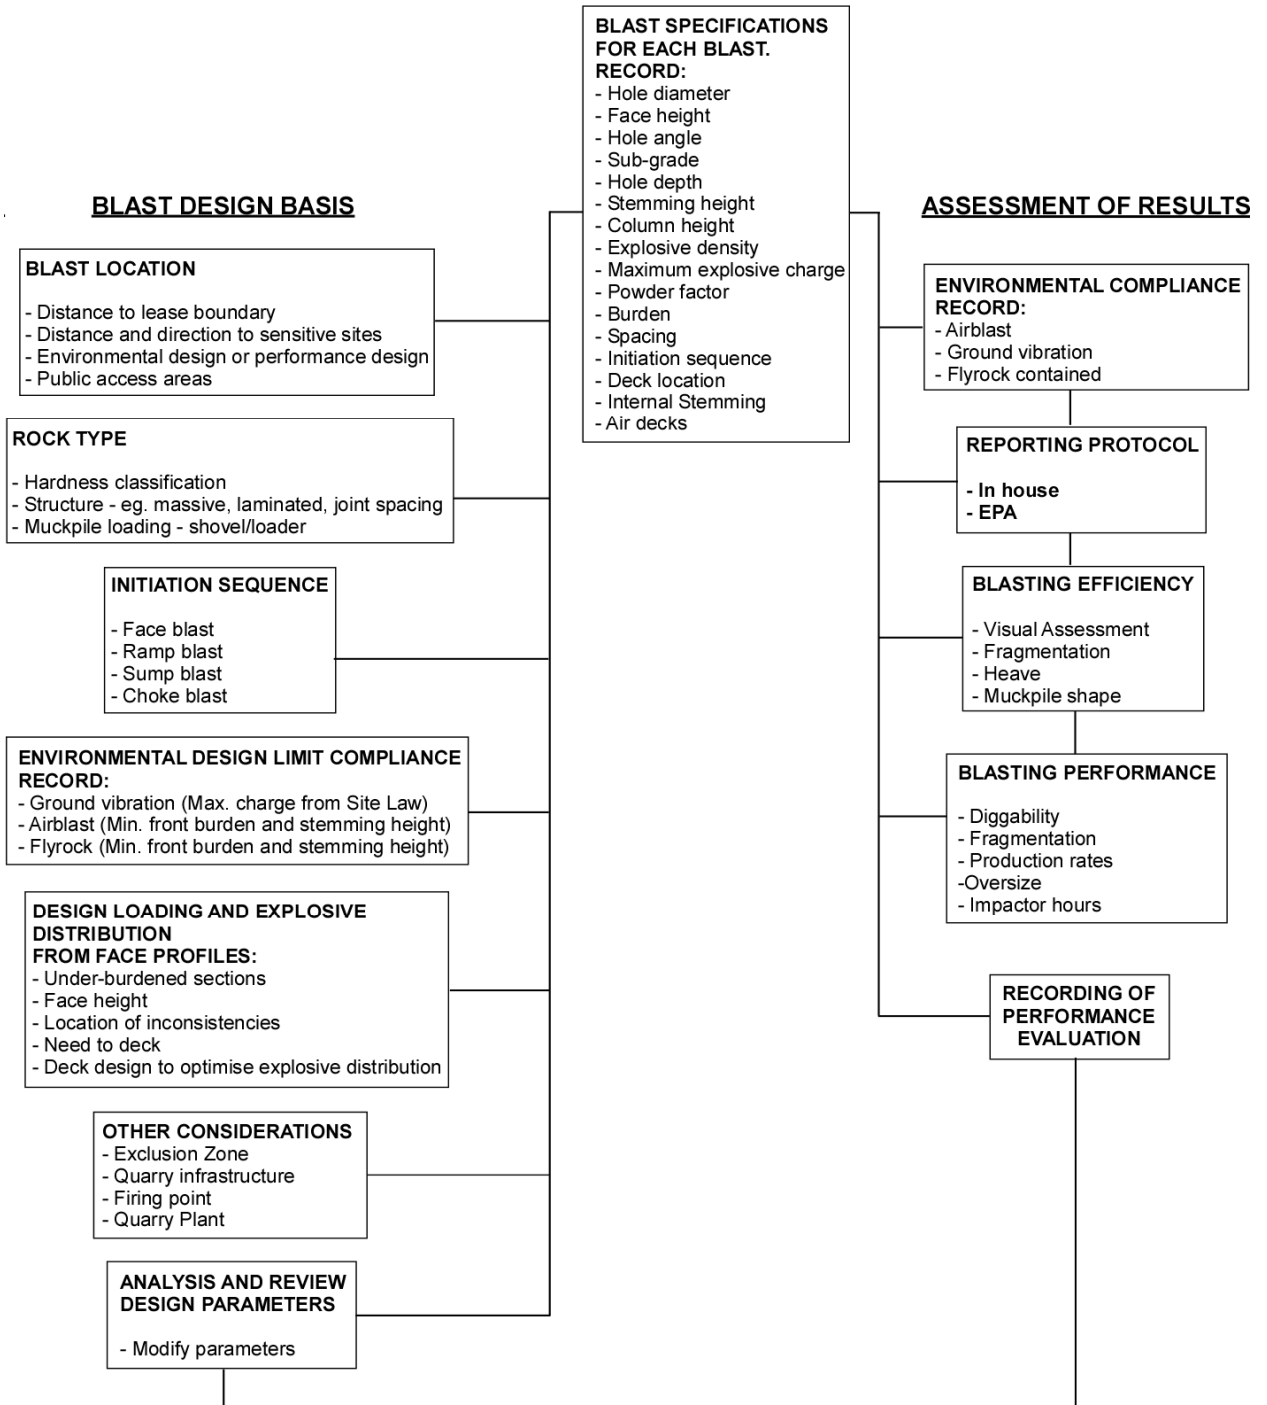 BLAST SPECIFICATIONS
FOR EACH BLAST.
RECORD:
- Hole diameter
- Face height
- Hole angle
- Sub-grade
- Hole depth
- Stemming height
- Column height
- Explosive density
- Maximum explosive charge
- Powder factor
- Burden
- Spacing
- Initiation sequence
- Deck location
- Internal Stemming
- Air decks
BLAST DESIGN BASIS
BLAST LOCATION
- Distance to lease boundary
- Distance and direction to sensitive sites
- Environmental design or performance design
- Public access areas
ROCK TYPE
- Hardness classification
- Structure - eg. massive, laminated, joint spacing
- Muckpile loading - shovel/loader
INITIATION SEQUENCE
- Face blast
- Ramp blast
- Sump blast
- Choke blast
ENVIRONMENTAL DESIGN LIMIT COMPLIANCE
RECORD:
- Ground vibration (Max. charge from Site Law)
- Airblast (Min. front burden and stemming height)
- Flyrock (Min. front burden and stemming height)
DESIGN LOADING AND EXPLOSIVE
DISTRIBUTION
FROM FACE PROFILES:
- Under-burdened sections
- Face height
- Location of inconsistencies
- Need to deck
- Deck design to optimise explosive distribution
OTHER CONSIDERATIONS
- Exclusion Zone
- Quarry infrastructure
- Firing point
- Quarry Plant
ANALYSIS AND REVIEW
DESIGN PARAMETERS
- Modify parameters
ASSESSMENT OF RESULTS
ENVIRONMENTAL COMPLIANCE
RECORD:
- Airblast
- Ground vibration
- Flyrock contained
REPORTING PROTOCOL
- In house
- EPA
BLASTING EFFICIENCY
- Visual Assessment
- Fragmentation
- Heave
- Muckpile shape
BLASTING PERFORMANCE
- Diggability
- Fragmentation
- Production rates
-Oversize
- Impactor hours
RECORDING OF
PERFORMANCE
EVALUATION